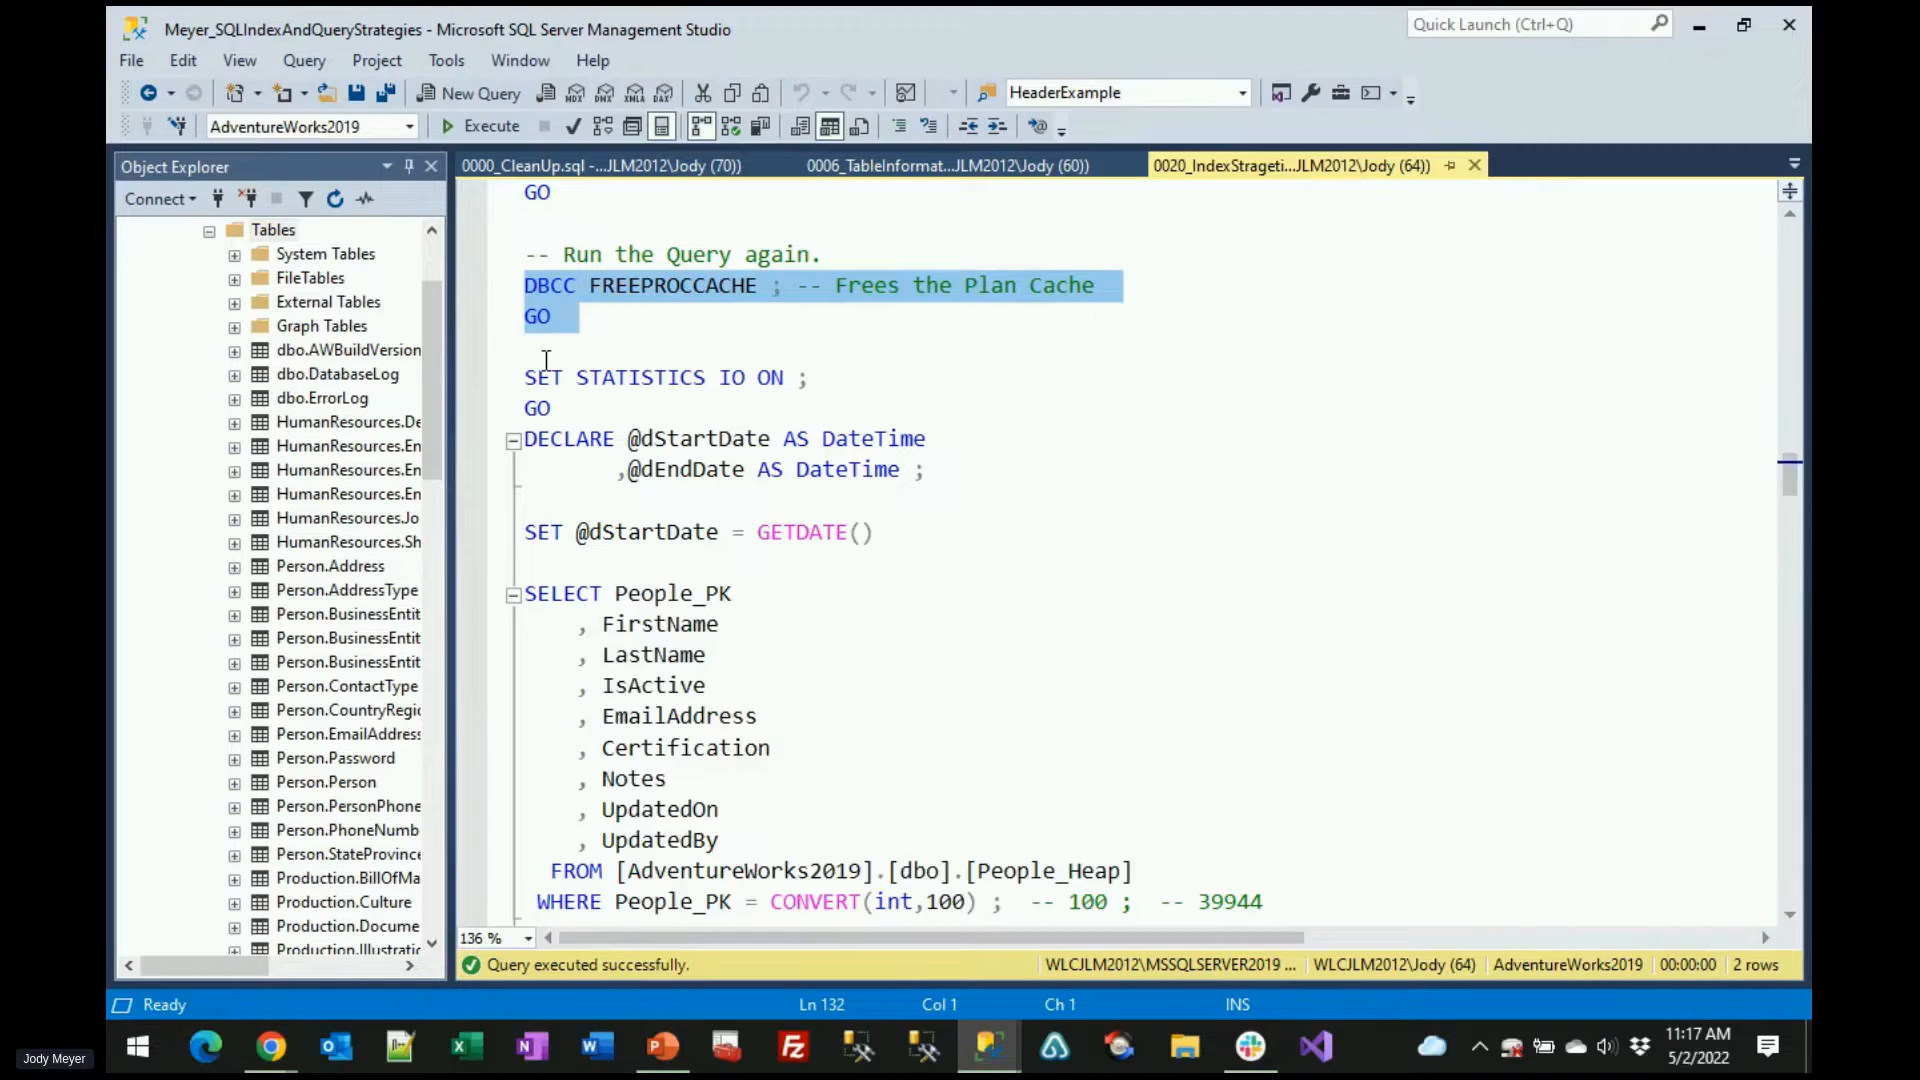 Meyer_SQLIndexAndQueryStrategies - Microsoft SQL Server Management Studio
Quick Launch (Ctrl+Q)
File Edit View Query Project Tools Window Help
New Query
HeaderExample
AdventureWorks2019
Execute
Object Explorer
0000_CleanUp.sql -...JLM2012\Jody (70))
0006_TableInformat...JLM2012\Jody (60))
0020_IndexStrageti...JLM2012\Jody (64))
Connect
Tables
System Tables
FileTables
External Tables
Graph Tables
dbo.AWBuildVersion
dbo.DatabaseLog
dbo.ErrorLog
HumanResources.De
HumanResources.En
HumanResources.En
HumanResources.En
HumanResources.Jo
HumanResources.Sh
Person.Address
Person.AddressType
Person.BusinessEntit
Person.BusinessEntit
Person.BusinessEntit
Person.ContactType
Person.CountryRegic
Person.EmailAddress
Person.Password
Person.Person
Person.PersonPhone
Person.PhoneNumb
Person.StateProvince
Production.BillOfMa
Production.Culture
Production.Docume
Production.Illustratic
GO
-- Run the Query again.
DBCC FREEPROCCACHE ; -- Frees the Plan Cache
GO
SET STATISTICS IO ON ;
GO
DECLARE @dStartDate AS DateTime
,@dEndDate AS DateTime ;
SET @dStartDate = GETDATE()
SELECT People_PK
, FirstName
, LastName
, IsActive
, EmailAddress
, Certification
, Notes
, UpdatedOn
, UpdatedBy
FROM [AdventureWorks2019].[dbo].[People_Heap]
WHERE People_PK = CONVERT(int,100) ; -- 100 ; -- 39944
136 %
Query executed successfully.
WLCJLM2012\MSSQLSERVER2019 ...
WLCJLM2012\Jody (64)
AdventureWorks2019
00:00:00
2 rows
Ready
Ln 132
Col 1
Ch 1
INS
11:17 AM
5/2/2022
Jody Meyer